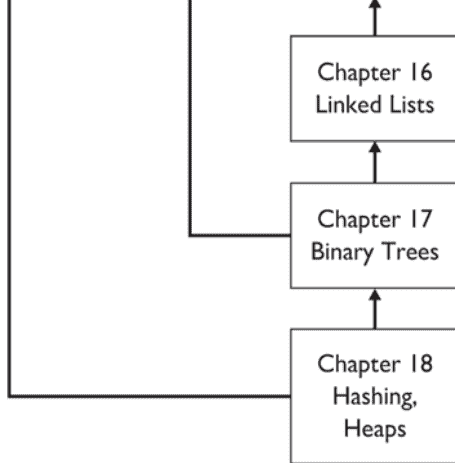 Chapter 16
Linked Lists
Chapter 17
Binary Trees
Chapter 18
Hashing,
Heaps